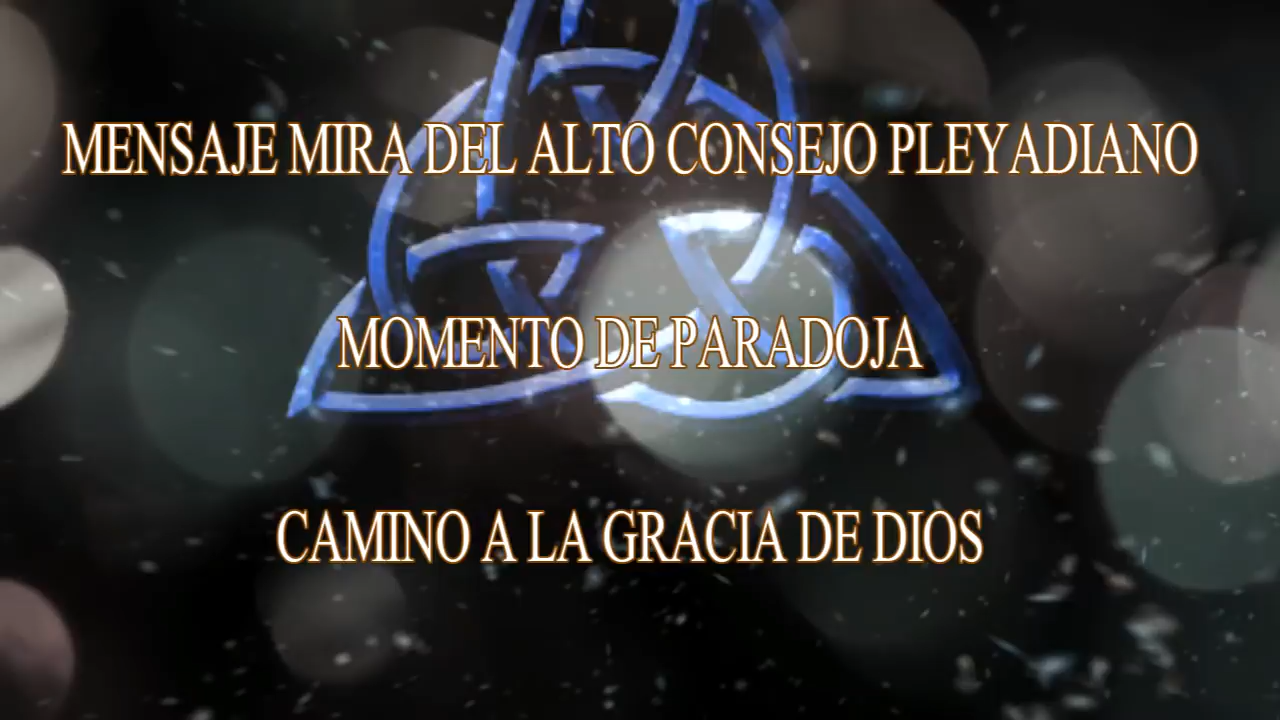 MENSAJE MIRA DEL ALTO CONSEJO PLEYADIANO
MOMENTO DE PARADOJA
CAMINO A LA GRACIA DE DIOS